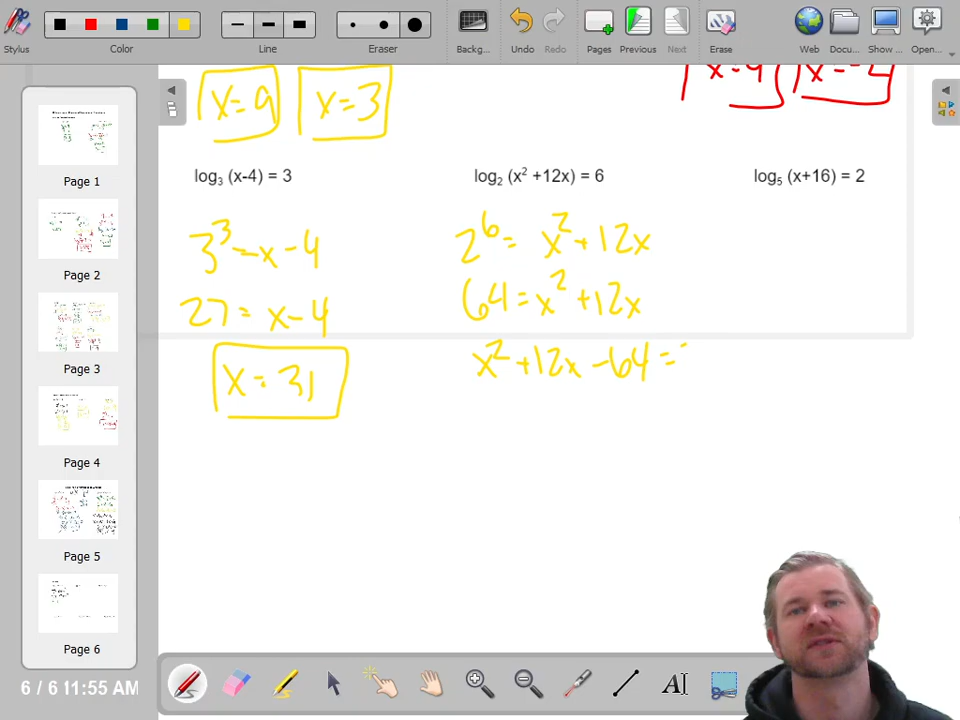 Stylus
Color
Line
Eraser
Backg...
Undo
Redo
Pages
Previous
Next
Erase
Web
Docu...
Show ...
Open...
x=9
x=3
x=9
x=-4
log₃ (x-4) = 3
log₂ (x² +12x) = 6
log₅ (x+16) = 2
3³=x-4
27=x-4
x=31
2⁶=x²+12x
64=x²+12x
x²+12x-64=
Page 1
Page 2
Page 3
Page 4
Page 5
Page 6
6 / 6 11:55 AM
A